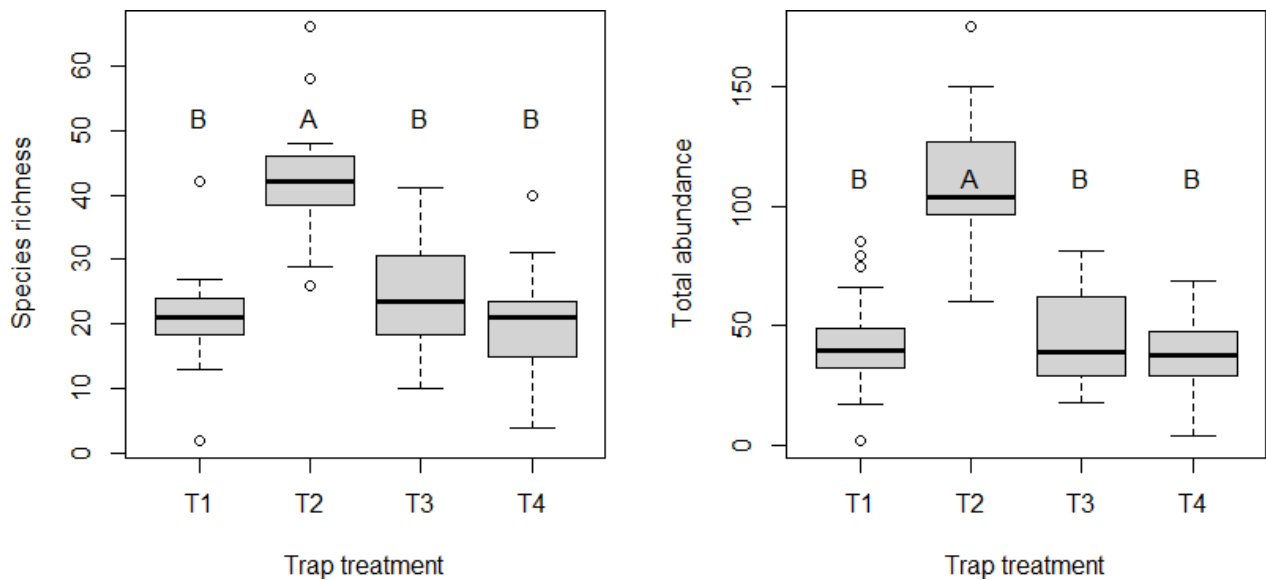 Species richness
60
50
40
30
20
10
0
B A B B
T1 T2 T3 T4
Trap treatment
Total abundance
150
100
50
0
B A B B
T1 T2 T3 T4
Trap treatment